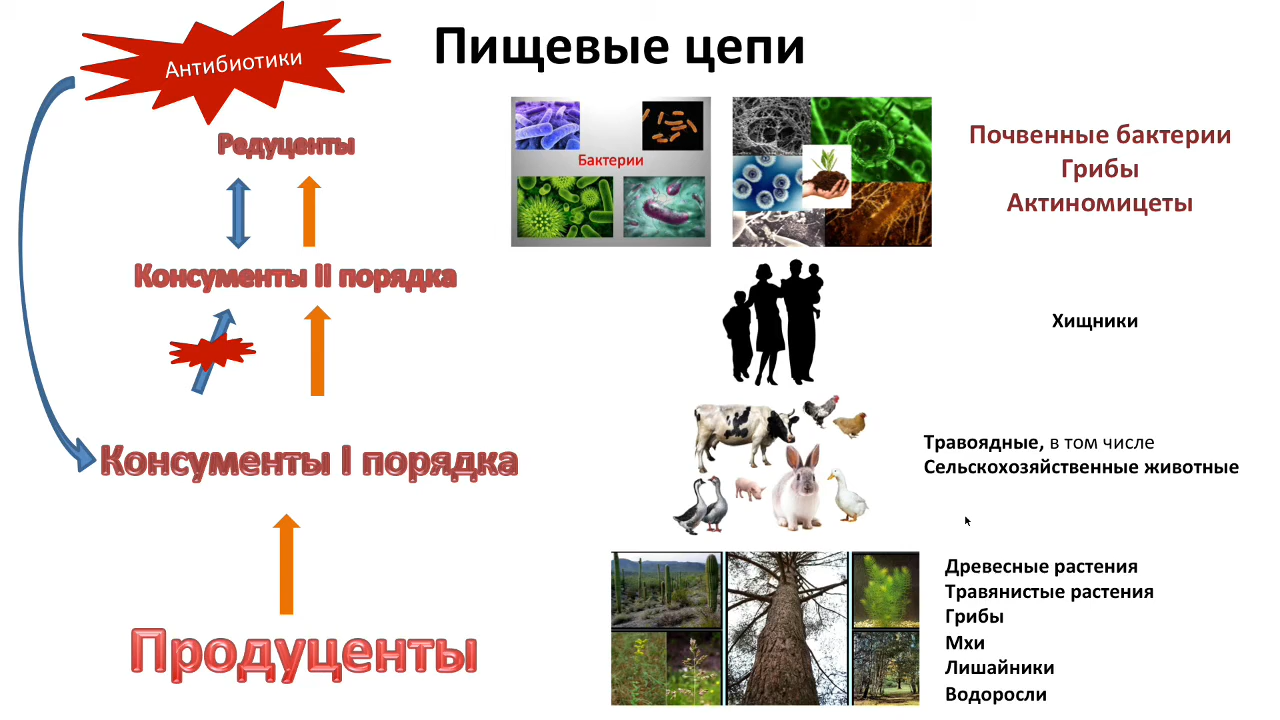 Пищевые цепи
Антибиотики
Редуценты
Бактерии
Почвенные бактерии
Грибы
Актиномицеты
Консументы II порядка
Хищники
Консументы I порядка
Травоядные, в том числе
Сельскохозяйственные животные
Продуценты
Древесные растения
Травянистые растения
Грибы
Мхи
Лишайники
Водоросли